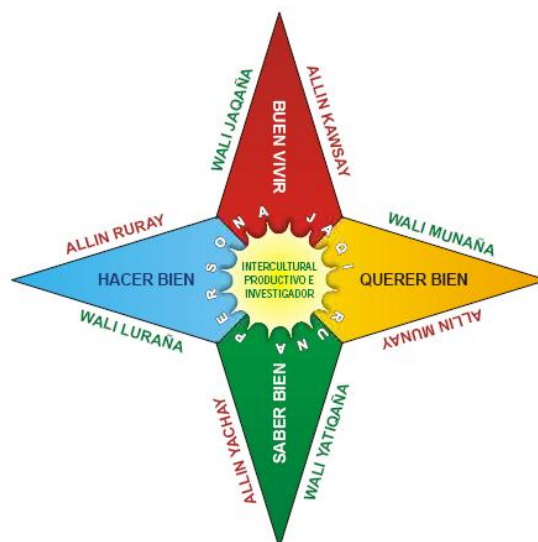 WALI JAQAÑA
BUEN VIVIR
ALLIN KAWSAY
ALLIN RURAY
HACER BIEN
WALI LURAÑA
PERSONA
JAQI
RUNA
INTERCULTURAL
PRODUCTIVO E
INVESTIGADOR
WALI MUNAÑA
QUERER BIEN
ALLIN MUNAY
ALLIN YACHAY
SABER BIEN
WALI YATIQAÑA